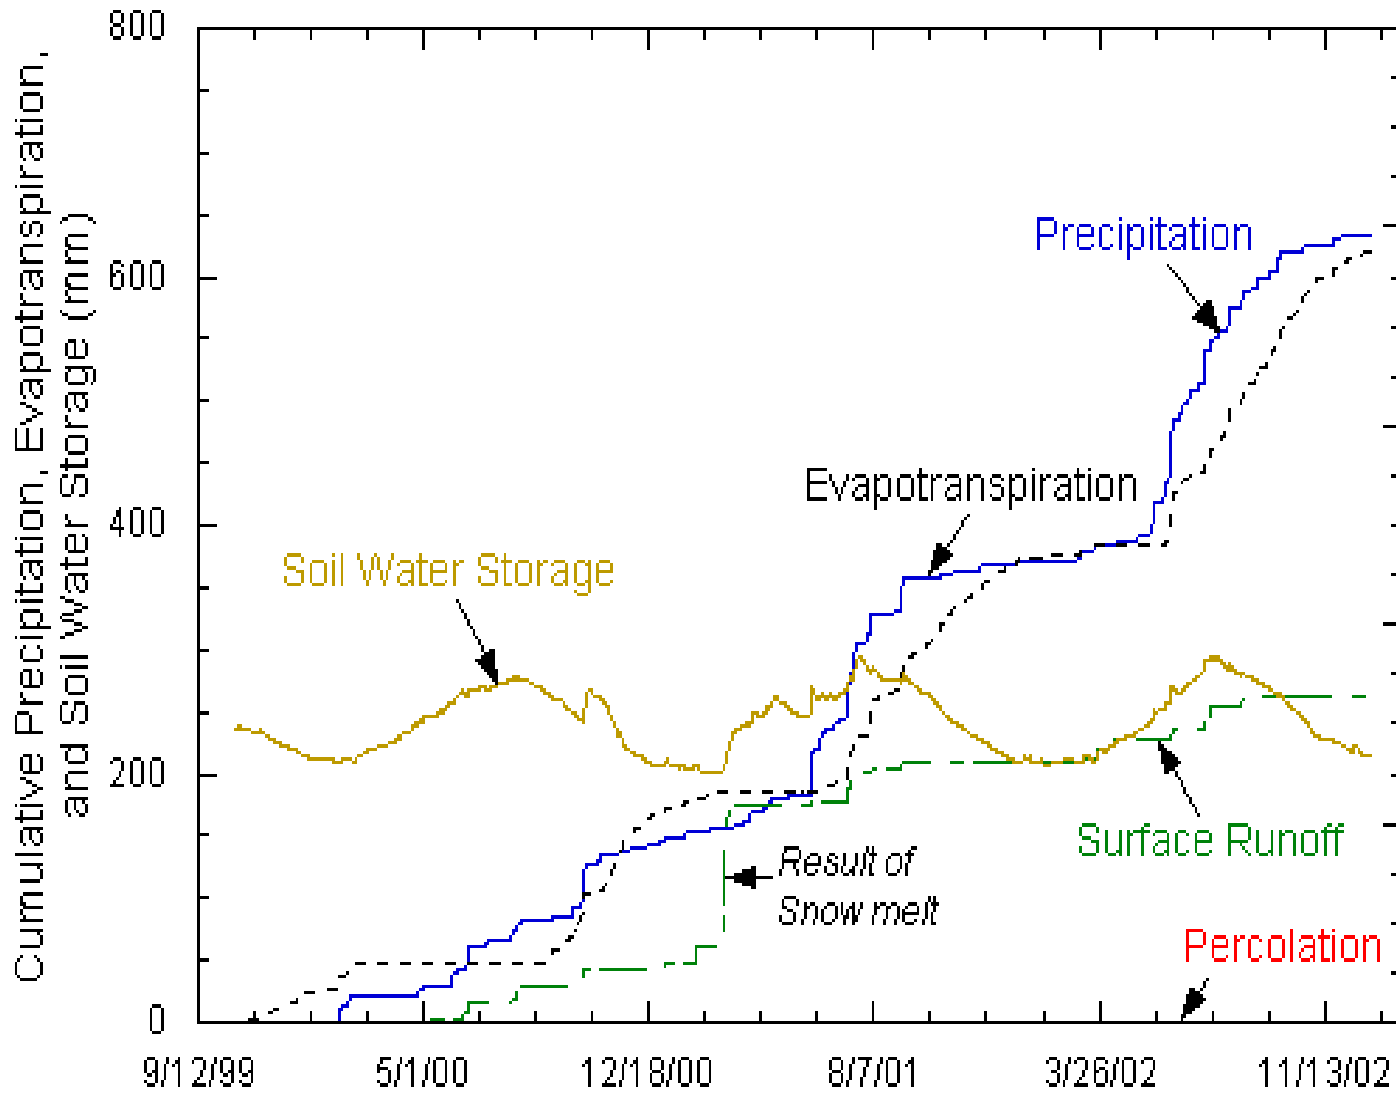 Cumulative Precipitation, Evapotranspiration,
and Soil Water Storage (mm)
800
600
400
200
0
Precipitation
Evapotranspiration
Soil Water Storage
Surface Runoff
Result of
Snow melt
Percolation
9/12/99 5/1/00 12/18/00 8/7/01 3/26/02 11/13/02